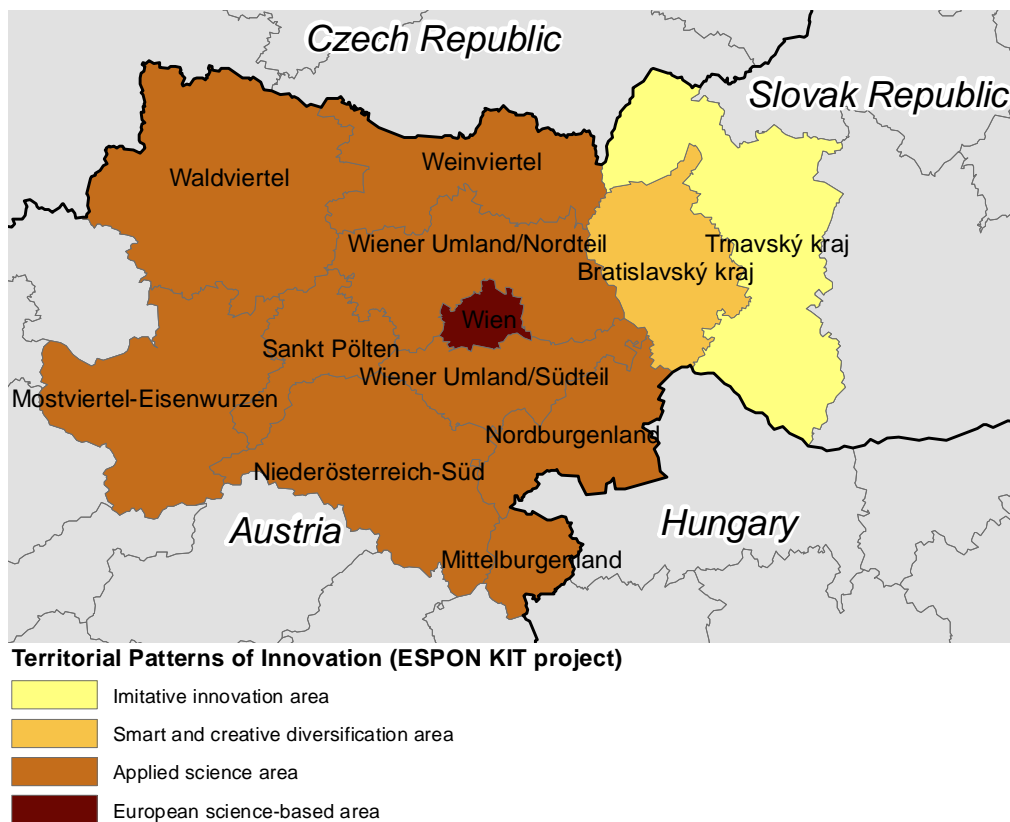 Czech Republic
Slovak Republic
Weinviertel
Waldviertel
Wiener Umland/Nordteil
Trnavský kraj
Bratislavský kraj
Wien
Sankt Pölten
Wiener Umland/Südteil
Mostviertel-Eisenwurzen
Nordburgenland
Niederösterreich-Süd
Austria
Hungary
Mittelburgenland
Territorial Patterns of Innovation (ESPON KIT project)
Imitative innovation area
Smart and creative diversification area
Applied science area
European science-based area